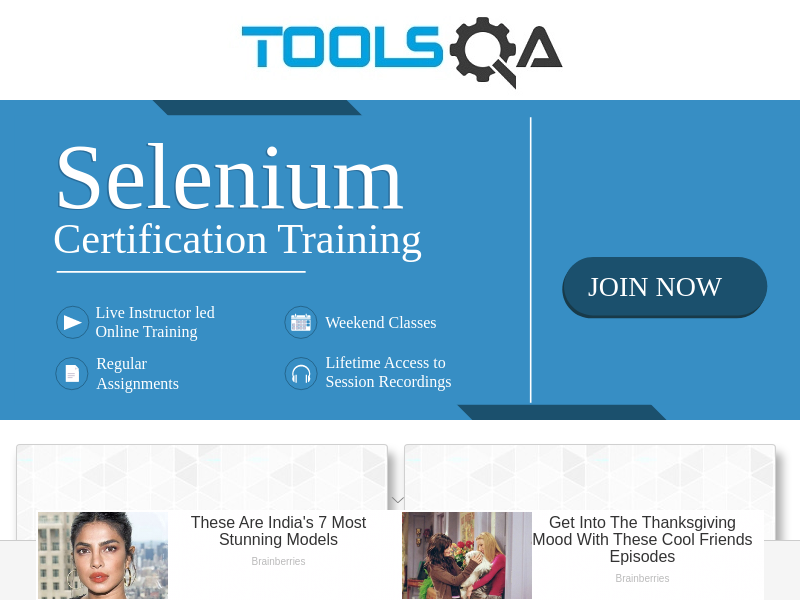 TOOLSQA
Selenium
Certification Training
JOIN NOW
Live Instructor led
Online Training
Weekend Classes
Regular
Assignments
Lifetime Access to
Session Recordings
These Are India's 7 Most
Stunning Models
Brainberries
Get Into The Thanksgiving
Mood With These Cool Friends
Episodes
Brainberries